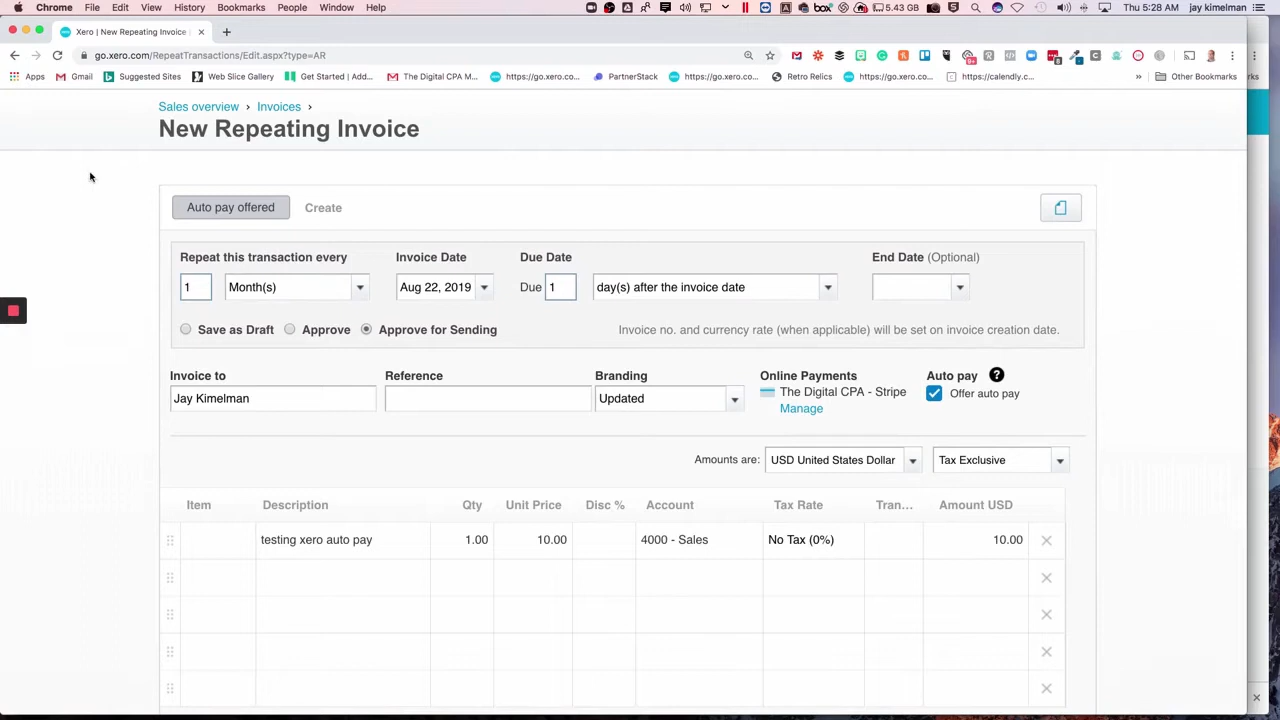 Chrome File Edit View History Bookmarks People Window Help 5.43 GB Thu 5:28 AM jay kimelman
Xero | New Repeating Invoice
go.xero.com/RepeatTransactions/Edit.aspx?type=AR
Apps Gmail Suggested Sites Web Slice Gallery Get Started | Add... The Digital CPA M... https://go.xero.co... PartnerStack https://go.xero.co... Retro Relics https://go.xero.co... https://calendly.c... » Other Bookmarks
Sales overview › Invoices ›
New Repeating Invoice
Auto pay offered Create
Repeat this transaction every Invoice Date Due Date End Date (Optional)
1 Month(s) Aug 22, 2019 Due 1 day(s) after the invoice date
Save as Draft Approve Approve for Sending Invoice no. and currency rate (when applicable) will be set on invoice creation date.
Invoice to Reference Branding Online Payments Auto pay ?
Jay Kimelman Updated The Digital CPA - Stripe Offer auto pay
Manage
Amounts are: USD United States Dollar Tax Exclusive
Item Description Qty Unit Price Disc % Account Tax Rate Tran... Amount USD
testing xero auto pay 1.00 10.00 4000 - Sales No Tax (0%) 10.00